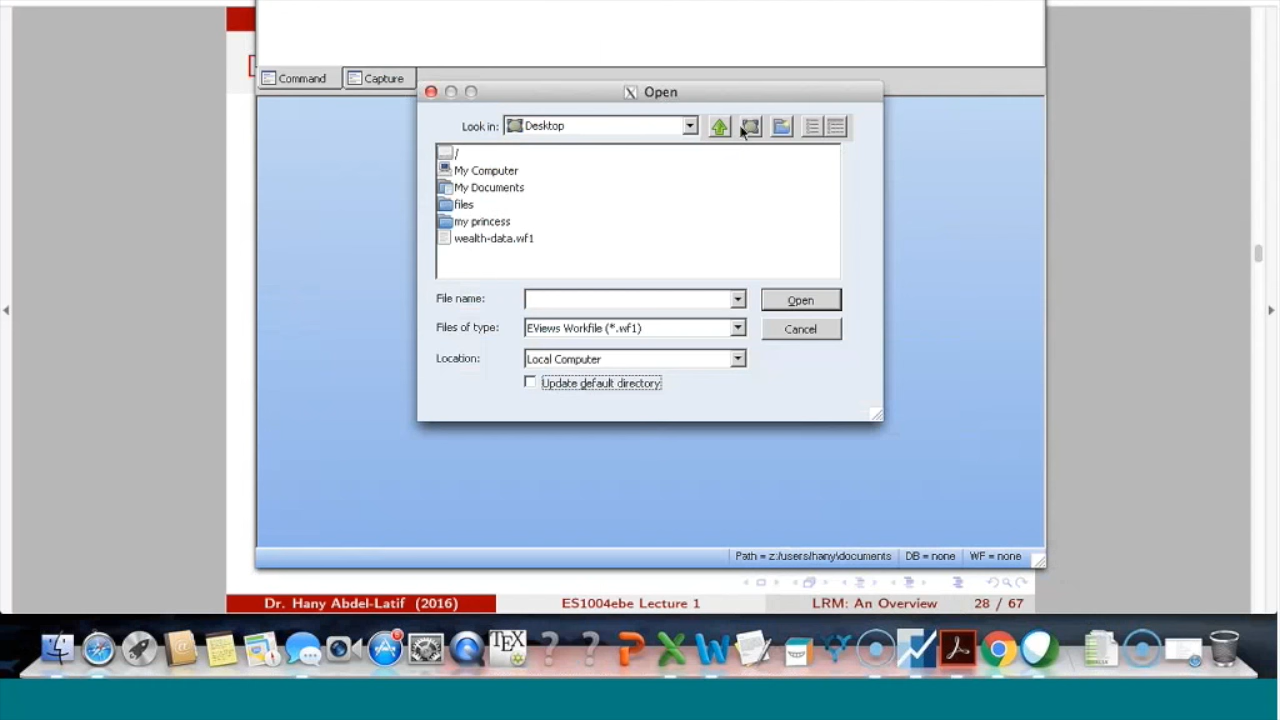 Command
Capture
X Open
Look in: Desktop
/
My Computer
My Documents
files
my princess
wealth-data.wf1
File name:
Open
Files of type: EViews Workfile (*.wf1)
Cancel
Location: Local Computer
Update default directory
Path = z:/users/hany\documents DB = none WF = none
Dr. Hany Abdel-Latif (2016) ES1004ebe Lecture 1 LRM: An Overview 28 / 67
TEX